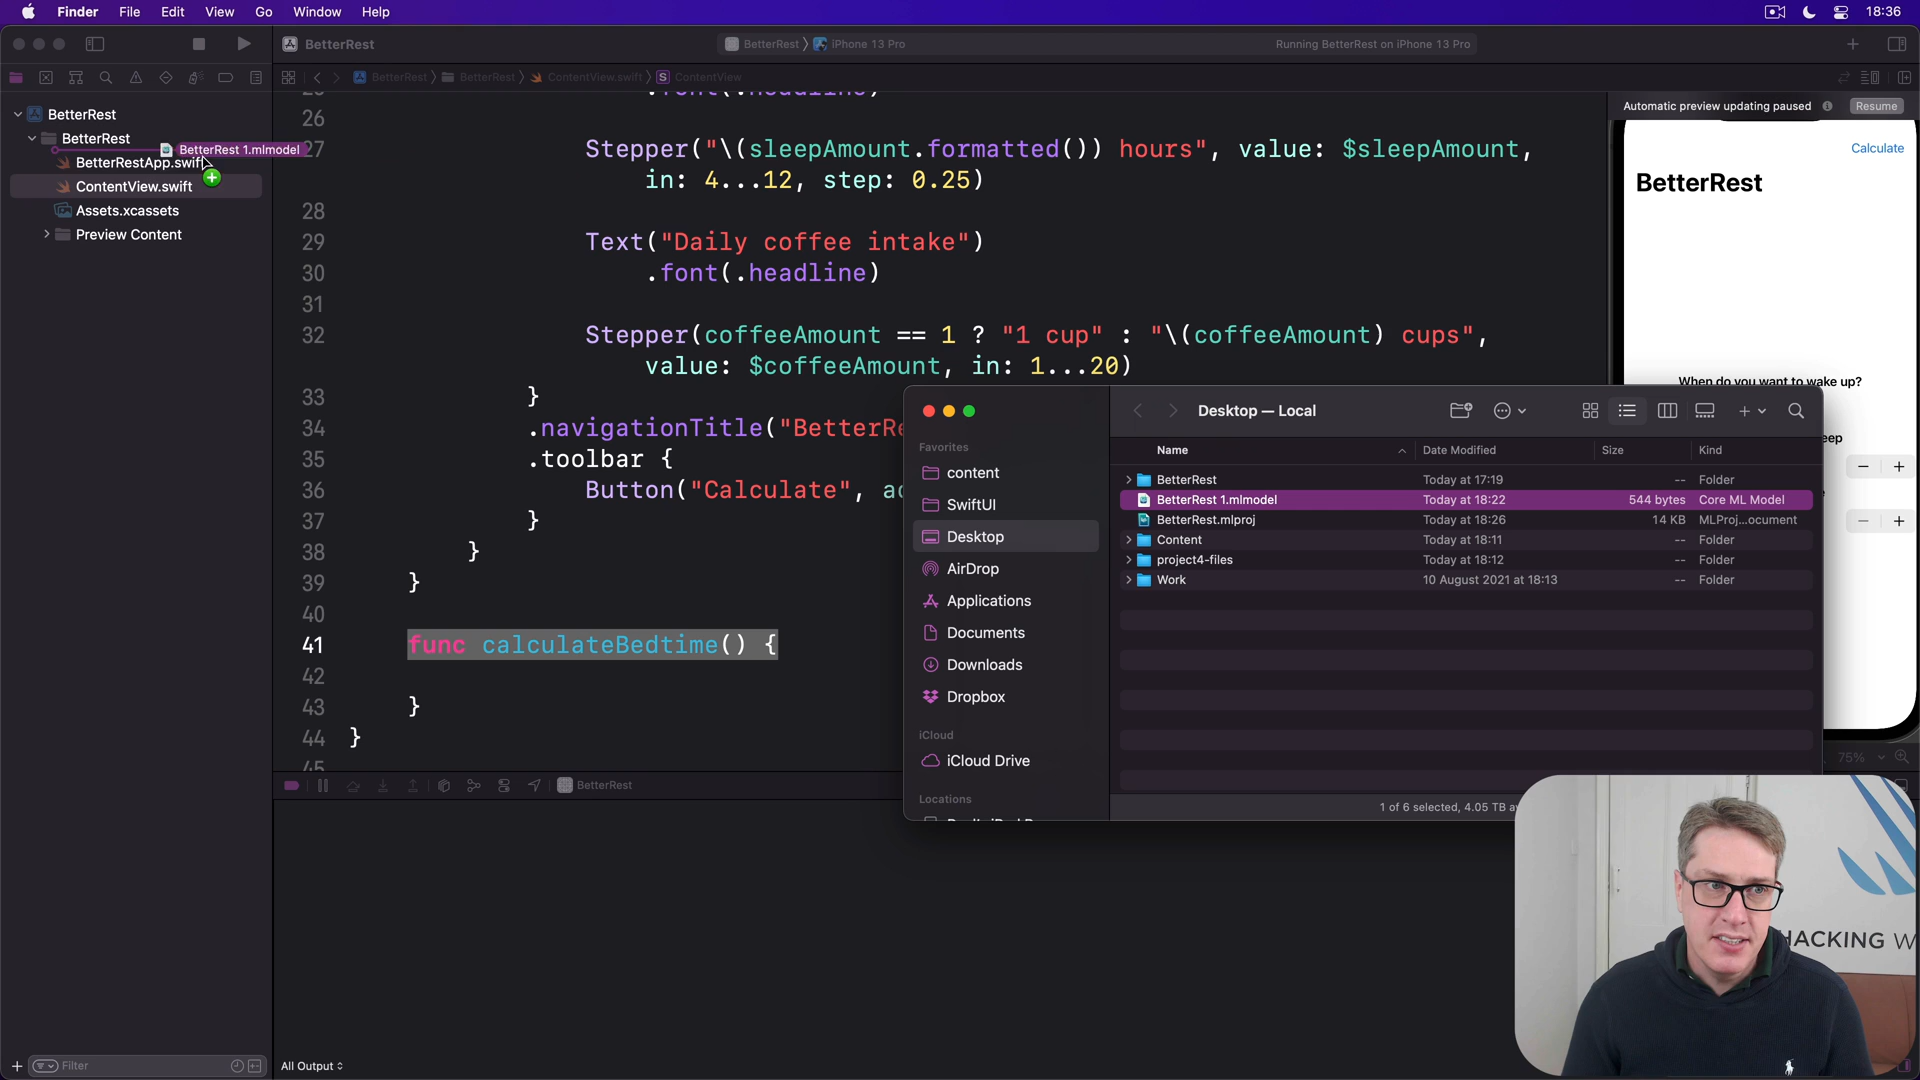 Finder File Edit View Go Window Help 18:36
BetterRest BetterRest iPhone 13 Pro Running BetterRest on iPhone 13 Pro
BetterRest BetterRest ContentView.swift S ContentView
BetterRest
BetterRest
BetterRest 1.mlmodel
BetterRestApp.swift
ContentView.swift
Assets.xcassets
Preview Content
Filter
26
27 Stepper("\(sleepAmount.formatted()) hours", value: $sleepAmount,
in: 4...12, step: 0.25)
28
29 Text("Daily coffee intake")
30 .font(.headline)
31
32 Stepper(coffeeAmount == 1 ? "1 cup" : "\(coffeeAmount) cups",
value: $coffeeAmount, in: 1...20)
33 }
34 .navigationTitle("BetterRe
35 .toolbar {
36 Button("Calculate", ac
37 }
38 }
39 }
40
41 func calculateBedtime() {
42
43 }
44 }
45
BetterRest
All Output
Automatic preview updating paused Resume
Calculate
BetterRest
When do you want to wake up?
eep
75%
Desktop — Local
Favorites
content
SwiftUI
Desktop
AirDrop
Applications
Documents
Downloads
Dropbox
iCloud
iCloud Drive
Locations
Name Date Modified Size Kind
BetterRest Today at 17:19 -- Folder
BetterRest 1.mlmodel Today at 18:22 544 bytes Core ML Model
BetterRest.mlproj Today at 18:26 14 KB MLProj...ocument
Content Today at 18:11 -- Folder
project4-files Today at 18:12 -- Folder
Work 10 August 2021 at 18:13 -- Folder
1 of 6 selected, 4.05 TB
HACKING W